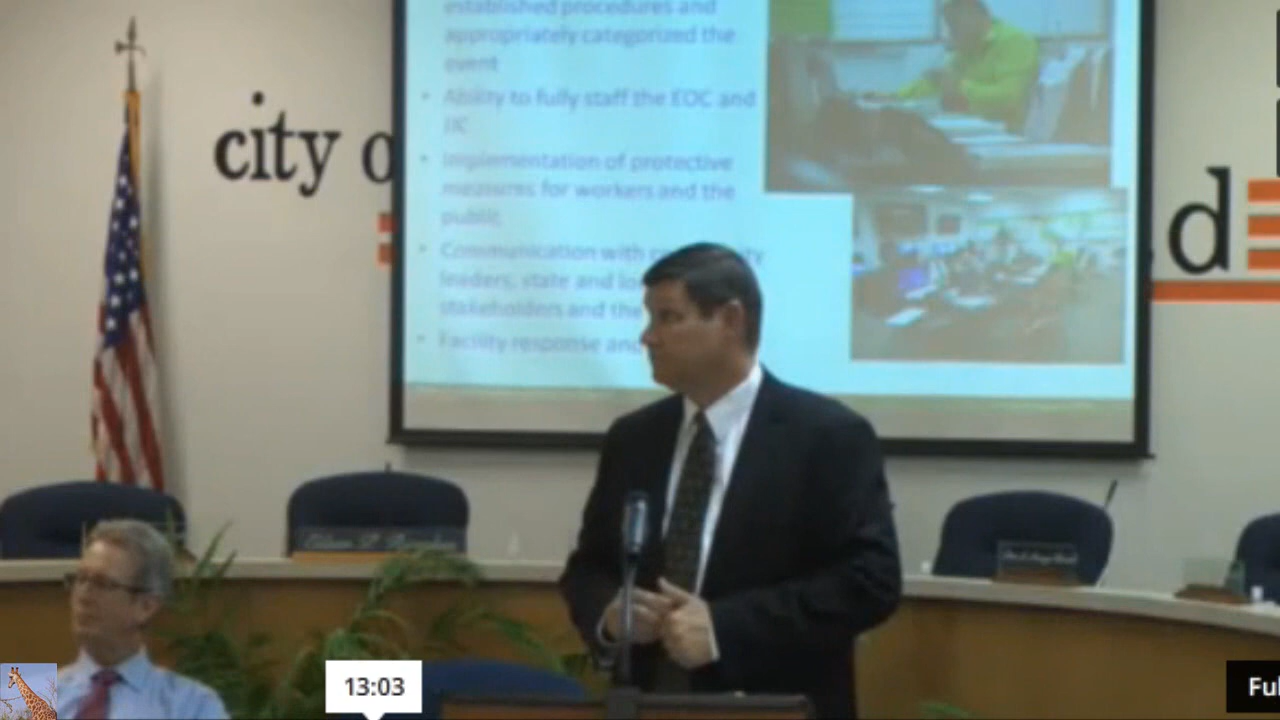 established procedures and
appropriately categorized the
event
• Ability to fully staff the EOC and
• Implementation of protective
measures for workers and the
public
• Communication with
leaders, state and
stakeholders and the
• Facility response and
city o
d
13:03
Ful